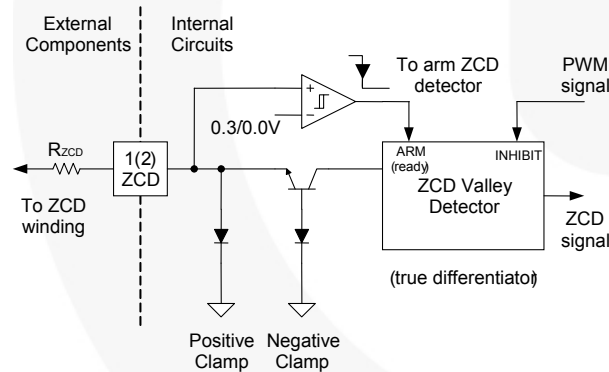 External
Components
Internal
Circuits
To arm ZCD
detector
PWM
signal
+
−
0.3/0.0V
RZCD
1(2)
ZCD
To ZCD
winding
ARM
(ready)
INHIBIT
ZCD Valley
Detector
ZCD
signal
(true differentiator)
Positive
Clamp
Negative
Clamp